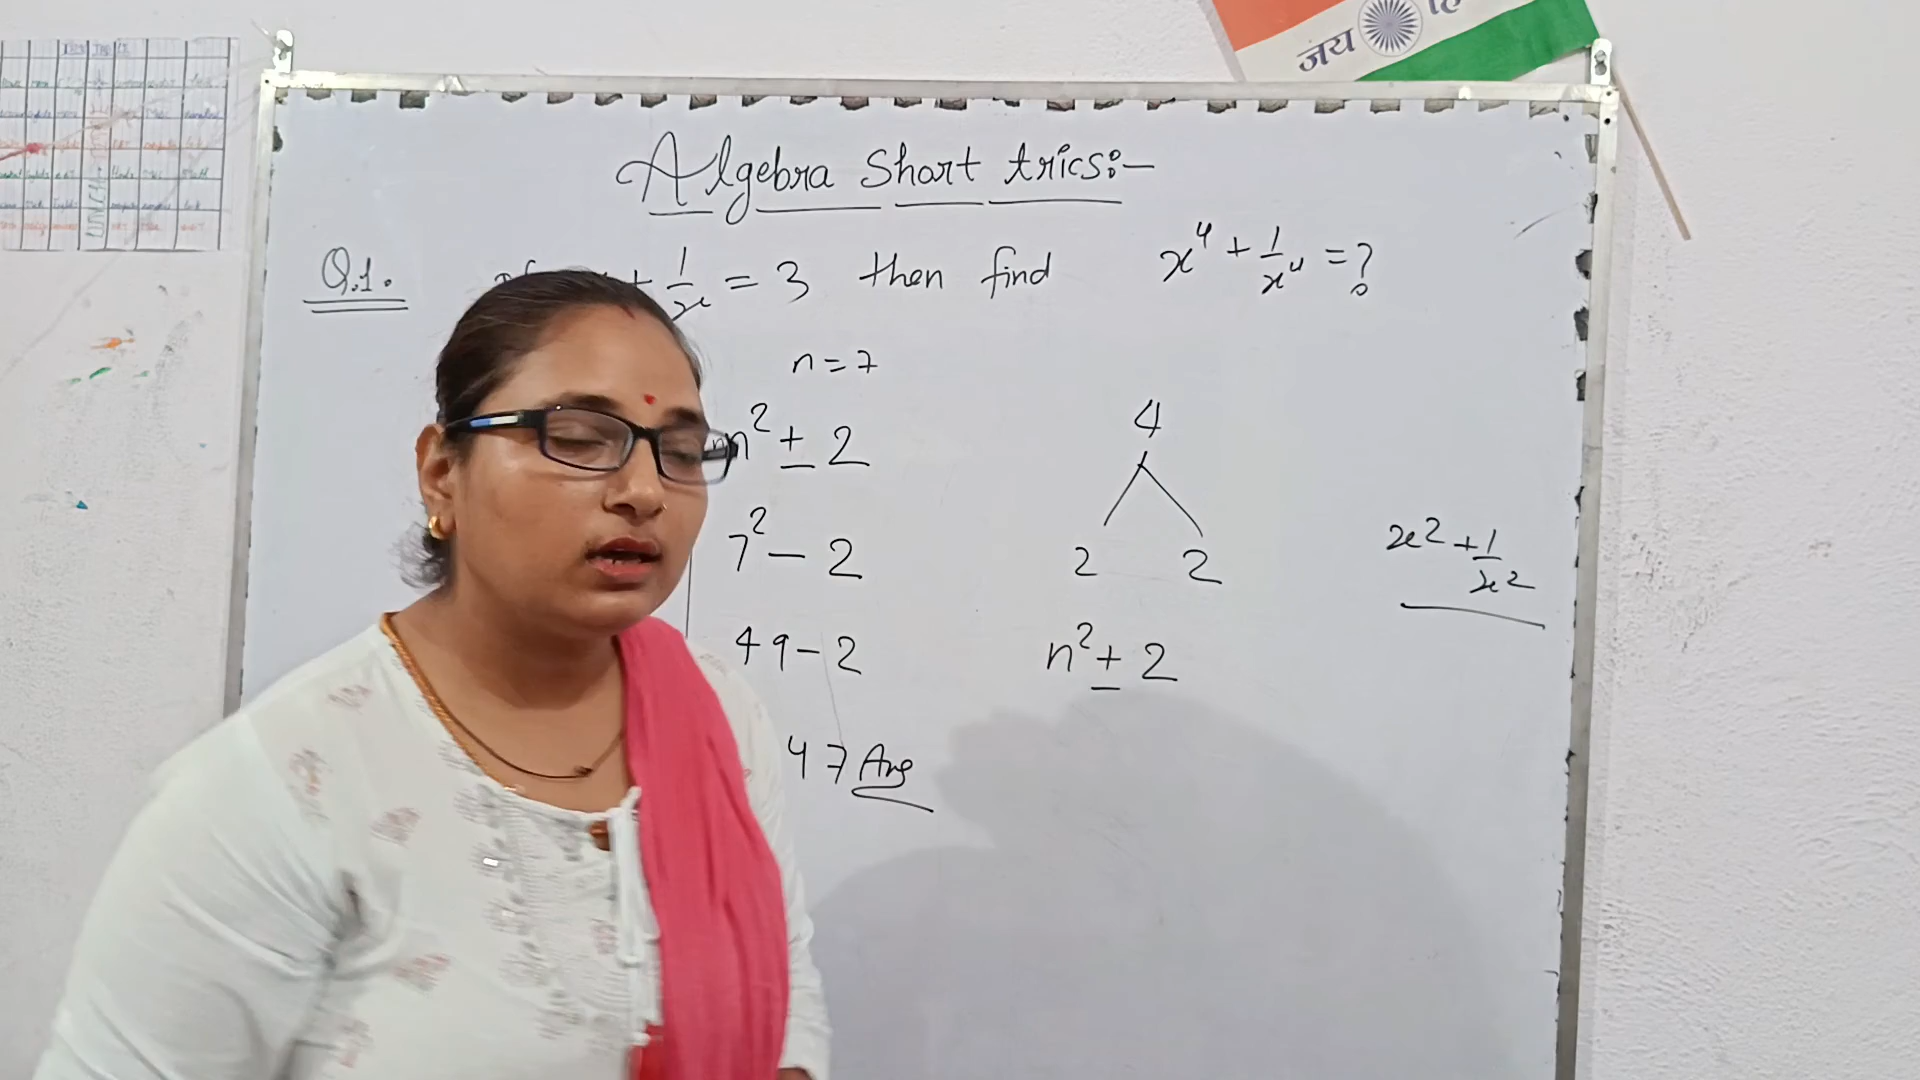 जय
Algebra Short trics:-
Q.1. + 1/x = 3 then find x⁴ + 1/x⁴ = ?
n = 7
n² ± 2
7² - 2
49 - 2
47 Ans
4
2 2
n² ± 2
x² + 1/x²
LUNCH